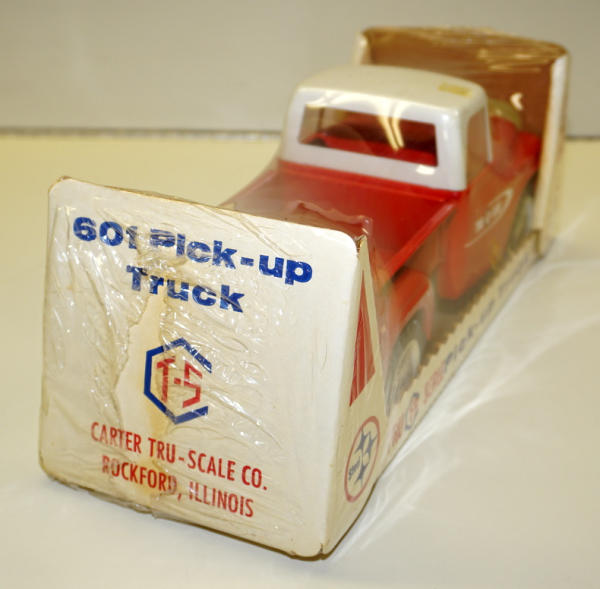 601 Pick-up
Truck
T-S
CARTER TRU-SCALE CO.
ROCKFORD, ILLINOIS